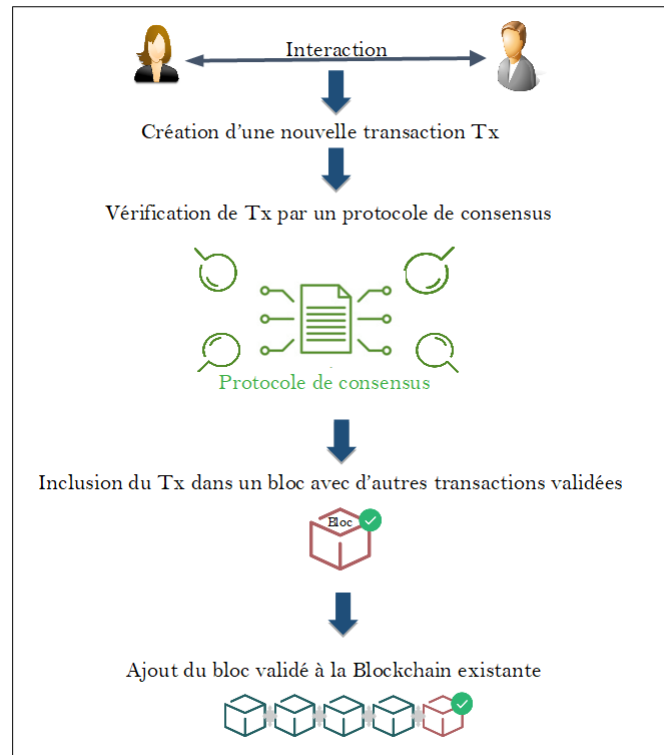 Interaction
Création d'une nouvelle transaction Tx
Vérification de Tx par un protocole de consensus
Protocole de consensus
Inclusion du Tx dans un bloc avec d'autres transactions validées
Bloc
Ajout du bloc validé à la Blockchain existante